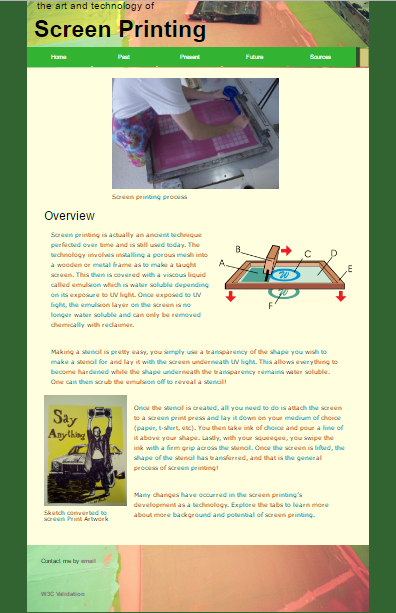 the art and technology of
Screen Printing
Home Past Present Future Sources
Screen printing process
Overview
Screen printing is actually an ancient technique
perfected over time and is still used today. The
technology involves installing a porous mesh into
a wooden or metal frame as to make a taught
screen. This then is covered with a viscous liquid
called emulsion which is water soluble depending
on its exposure to UV light. Once exposed to UV
light, the emulsion layer on the screen is no
longer water soluble and can only be removed
chemically with reclaimer.
A
B
C
D
E
F
W
W
Making a stencil is pretty easy, you simply use a transparency of the shape you wish to
make a stencil for and lay it with the screen underneath UV light. This allows everything to
become hardened while the shape underneath the transparency remains water soluble.
One can then scrub the emulsion off to reveal a stencil!
Say
Anything
Sketch converted to
screen Print Artwork
Once the stencil is created, all you need to do is attach the screen
to a screen print press and lay it down on your medium of choice
(paper, t-shirt, etc). You then take ink of choice and pour a line of
it above your shape. Lastly, with your squeegee, you swipe the
ink with a firm grip across the stencil. Once the screen is lifted, the
shape of the stencil has transferred, and that is the general
process of screen printing!
Many changes have occurred in the screen printing's
development as a technology. Explore the tabs to learn more
about more background and potential of screen printing.
Contact me by email
W3C Validation